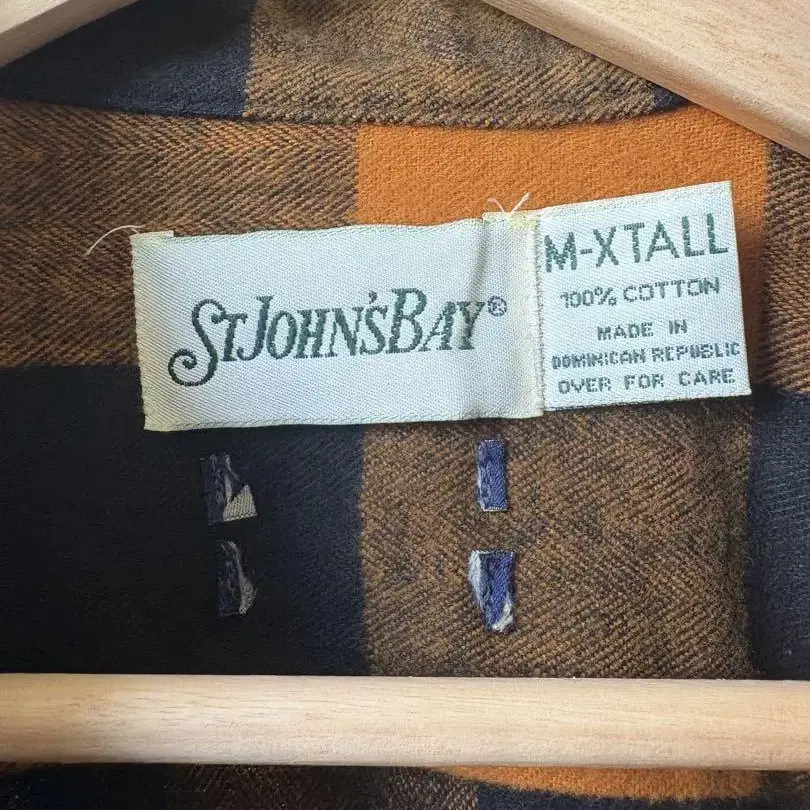 ST JOHN'S BAY®
M-XTALL
100% COTTON
MADE IN
DOMINICAN REPUBLIC
OVER FOR CARE